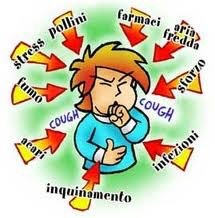 pollini
farmaci
aria
fredda
stress
sforzo
fumo
COUGH
COUGH
acari
infezioni
inquinamento